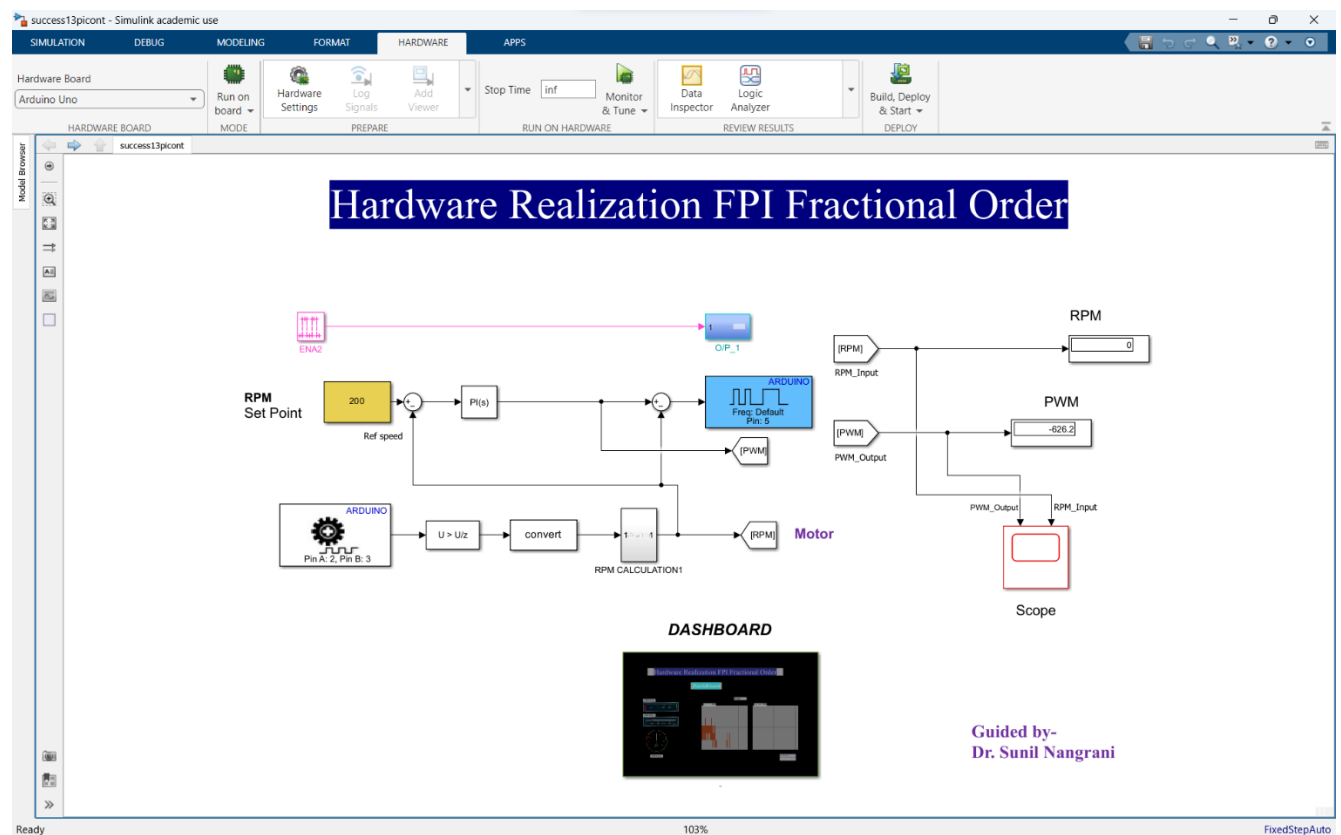 success13picont - Simulink academic use
SIMULATION
DEBUG
MODELING
FORMAT
HARDWARE
APPS
Hardware Board
Arduino Uno
Run on
board
Hardware
Settings
Log
Signals
Add
Viewer
Stop Time
inf
Monitor
& Tune
Data
Inspector
Logic
Analyzer
Build, Deploy
& Start
HARDWARE BOARD
MODE
PREPARE
RUN ON HARDWARE
REVIEW RESULTS
DEPLOY
Model Browser
success13picont
Hardware Realization FPI Fractional Order
ENA2
1
O/P_1
RPM
[RPM]
RPM_Input
0
RPM
Set Point
200
Ref speed
PI(s)
ARDUINO
Freq: Default
Pin: 5
[PWM]
PWM
[PWM]
PWM_Output
-626.2
ARDUINO
Pin A: 2, Pin B: 3
U > U/z
convert
RPM CALCULATION1
[RPM]
Motor
PWM_Output
RPM_Input
Scope
DASHBOARD
Hardware Realization FPI Fractional Order
Guided by-
Dr. Sunil Nangrani
Ready
103%
FixedStepAuto